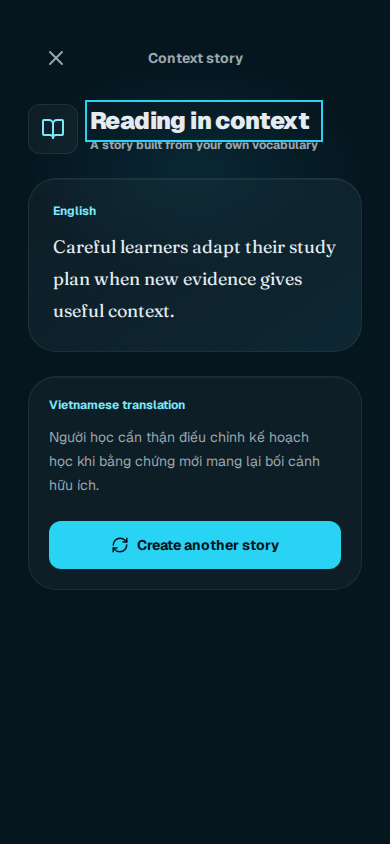 Context story
Reading in context
A story built from your own vocabulary
English
Careful learners adapt their study
plan when new evidence gives
useful context.
Vietnamese translation
Người học cẩn thận điều chỉnh kế hoạch
học khi bằng chứng mới mang lại bối cảnh
hữu ích.
Create another story